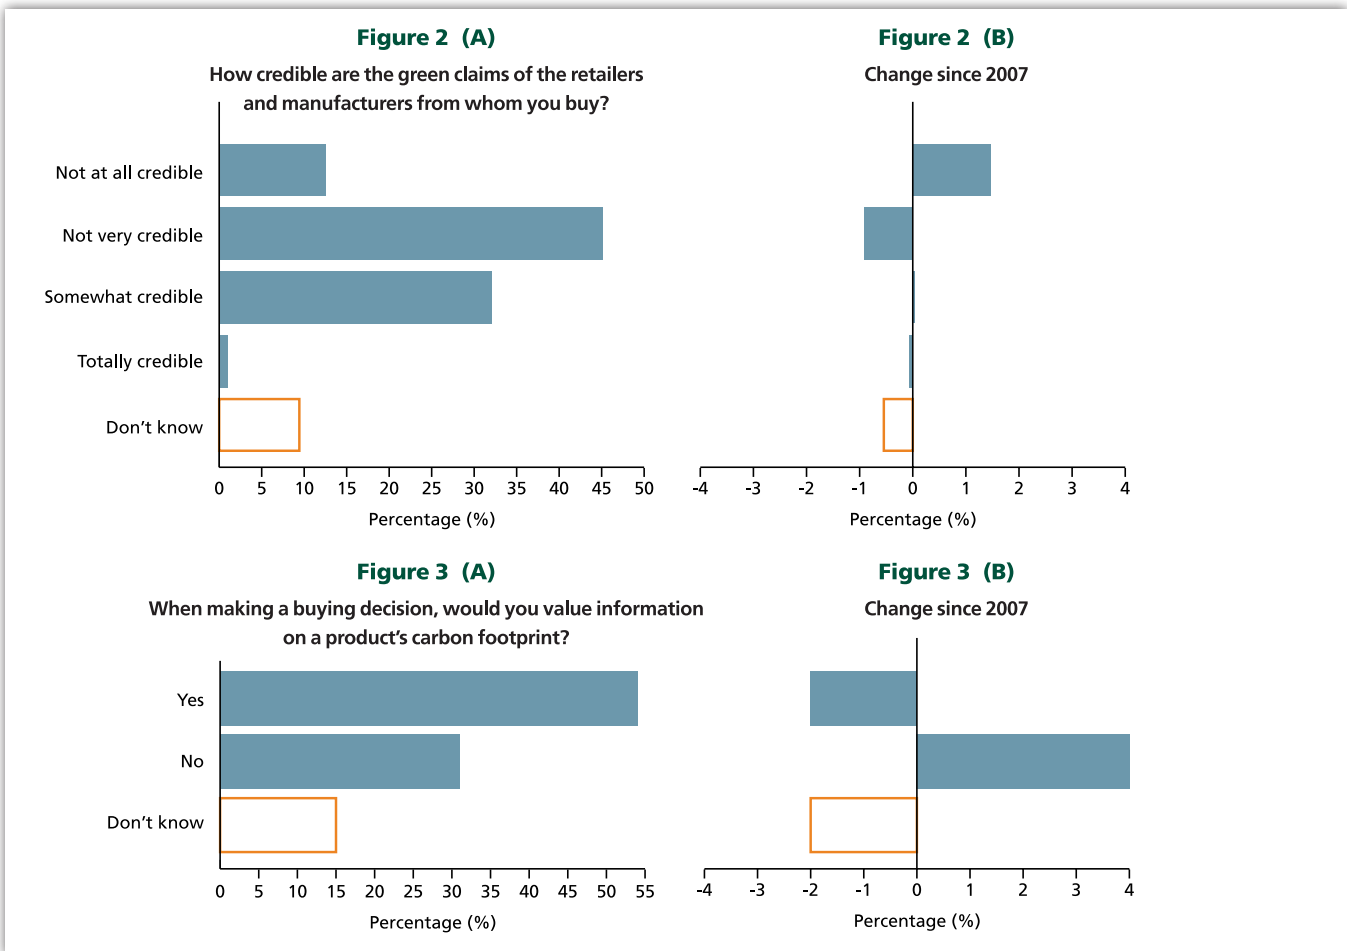 Figure 2 (A)
How credible are the green claims of the retailers
and manufacturers from whom you buy?
Not at all credible
Not very credible
Somewhat credible
Totally credible
Don't know
0 5 10 15 20 25 30 35 40 45 50
Percentage (%)
Figure 2 (B)
Change since 2007
-4 -3 -2 -1 0 1 2 3 4
Percentage (%)
Figure 3 (A)
When making a buying decision, would you value information
on a product's carbon footprint?
Yes
No
Don't know
0 5 10 15 20 25 30 35 40 45 50 55
Percentage (%)
Figure 3 (B)
Change since 2007
-4 -3 -2 -1 0 1 2 3 4
Percentage (%)